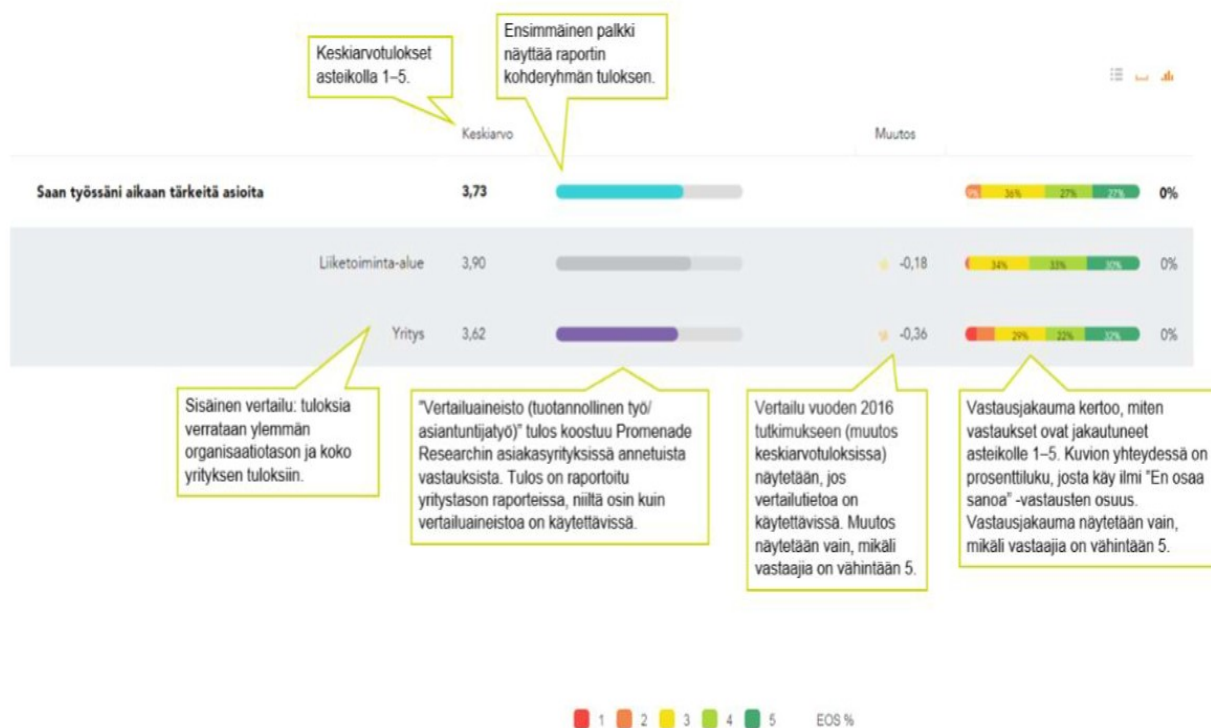 Keskiarvotulokset
asteikolla 1–5.
Ensimmäinen palkki
näyttää raportin
kohderyhmän tuloksen.
Keskiarvo
Muutos
Saan työssäni aikaan tärkeitä asioita
3,73
9%
36%
27%
27%
0%
Liiketoiminta-alue
3,90
-0,18
34%
33%
30%
0%
Yritys
3,62
-0,36
29%
22%
32%
0%
Sisäinen vertailu: tuloksia
verrataan ylemmän
organisaatiotason ja koko
yrityksen tuloksiin.
"Vertailuaineisto (tuotannollinen työ/
asiantuntijatyö)" tulos koostuu Promenade
Researchin asiakasyrityksissä annetuista
vastauksista. Tulos on raportoitu
yritystason raporteissa, niiltä osin kuin
vertailuaineistoa on käytettävissä.
Vertailu vuoden 2016
tutkimukseen (muutos
keskiarvotuloksissa)
näytetään, jos
vertailutietoa on
käytettävissä. Muutos
näytetään vain, mikäli
vastaajia on vähintään 5.
Vastausjakauma kertoo, miten
vastaukset ovat jakautuneet
asteikolle 1–5. Kuvion yhteydessä on
prosenttiluku, josta käy ilmi "En osaa
sanoa" -vastausten osuus.
Vastausjakauma näytetään vain,
mikäli vastaajia on vähintään 5.
1 2 3 4 5 EOS %